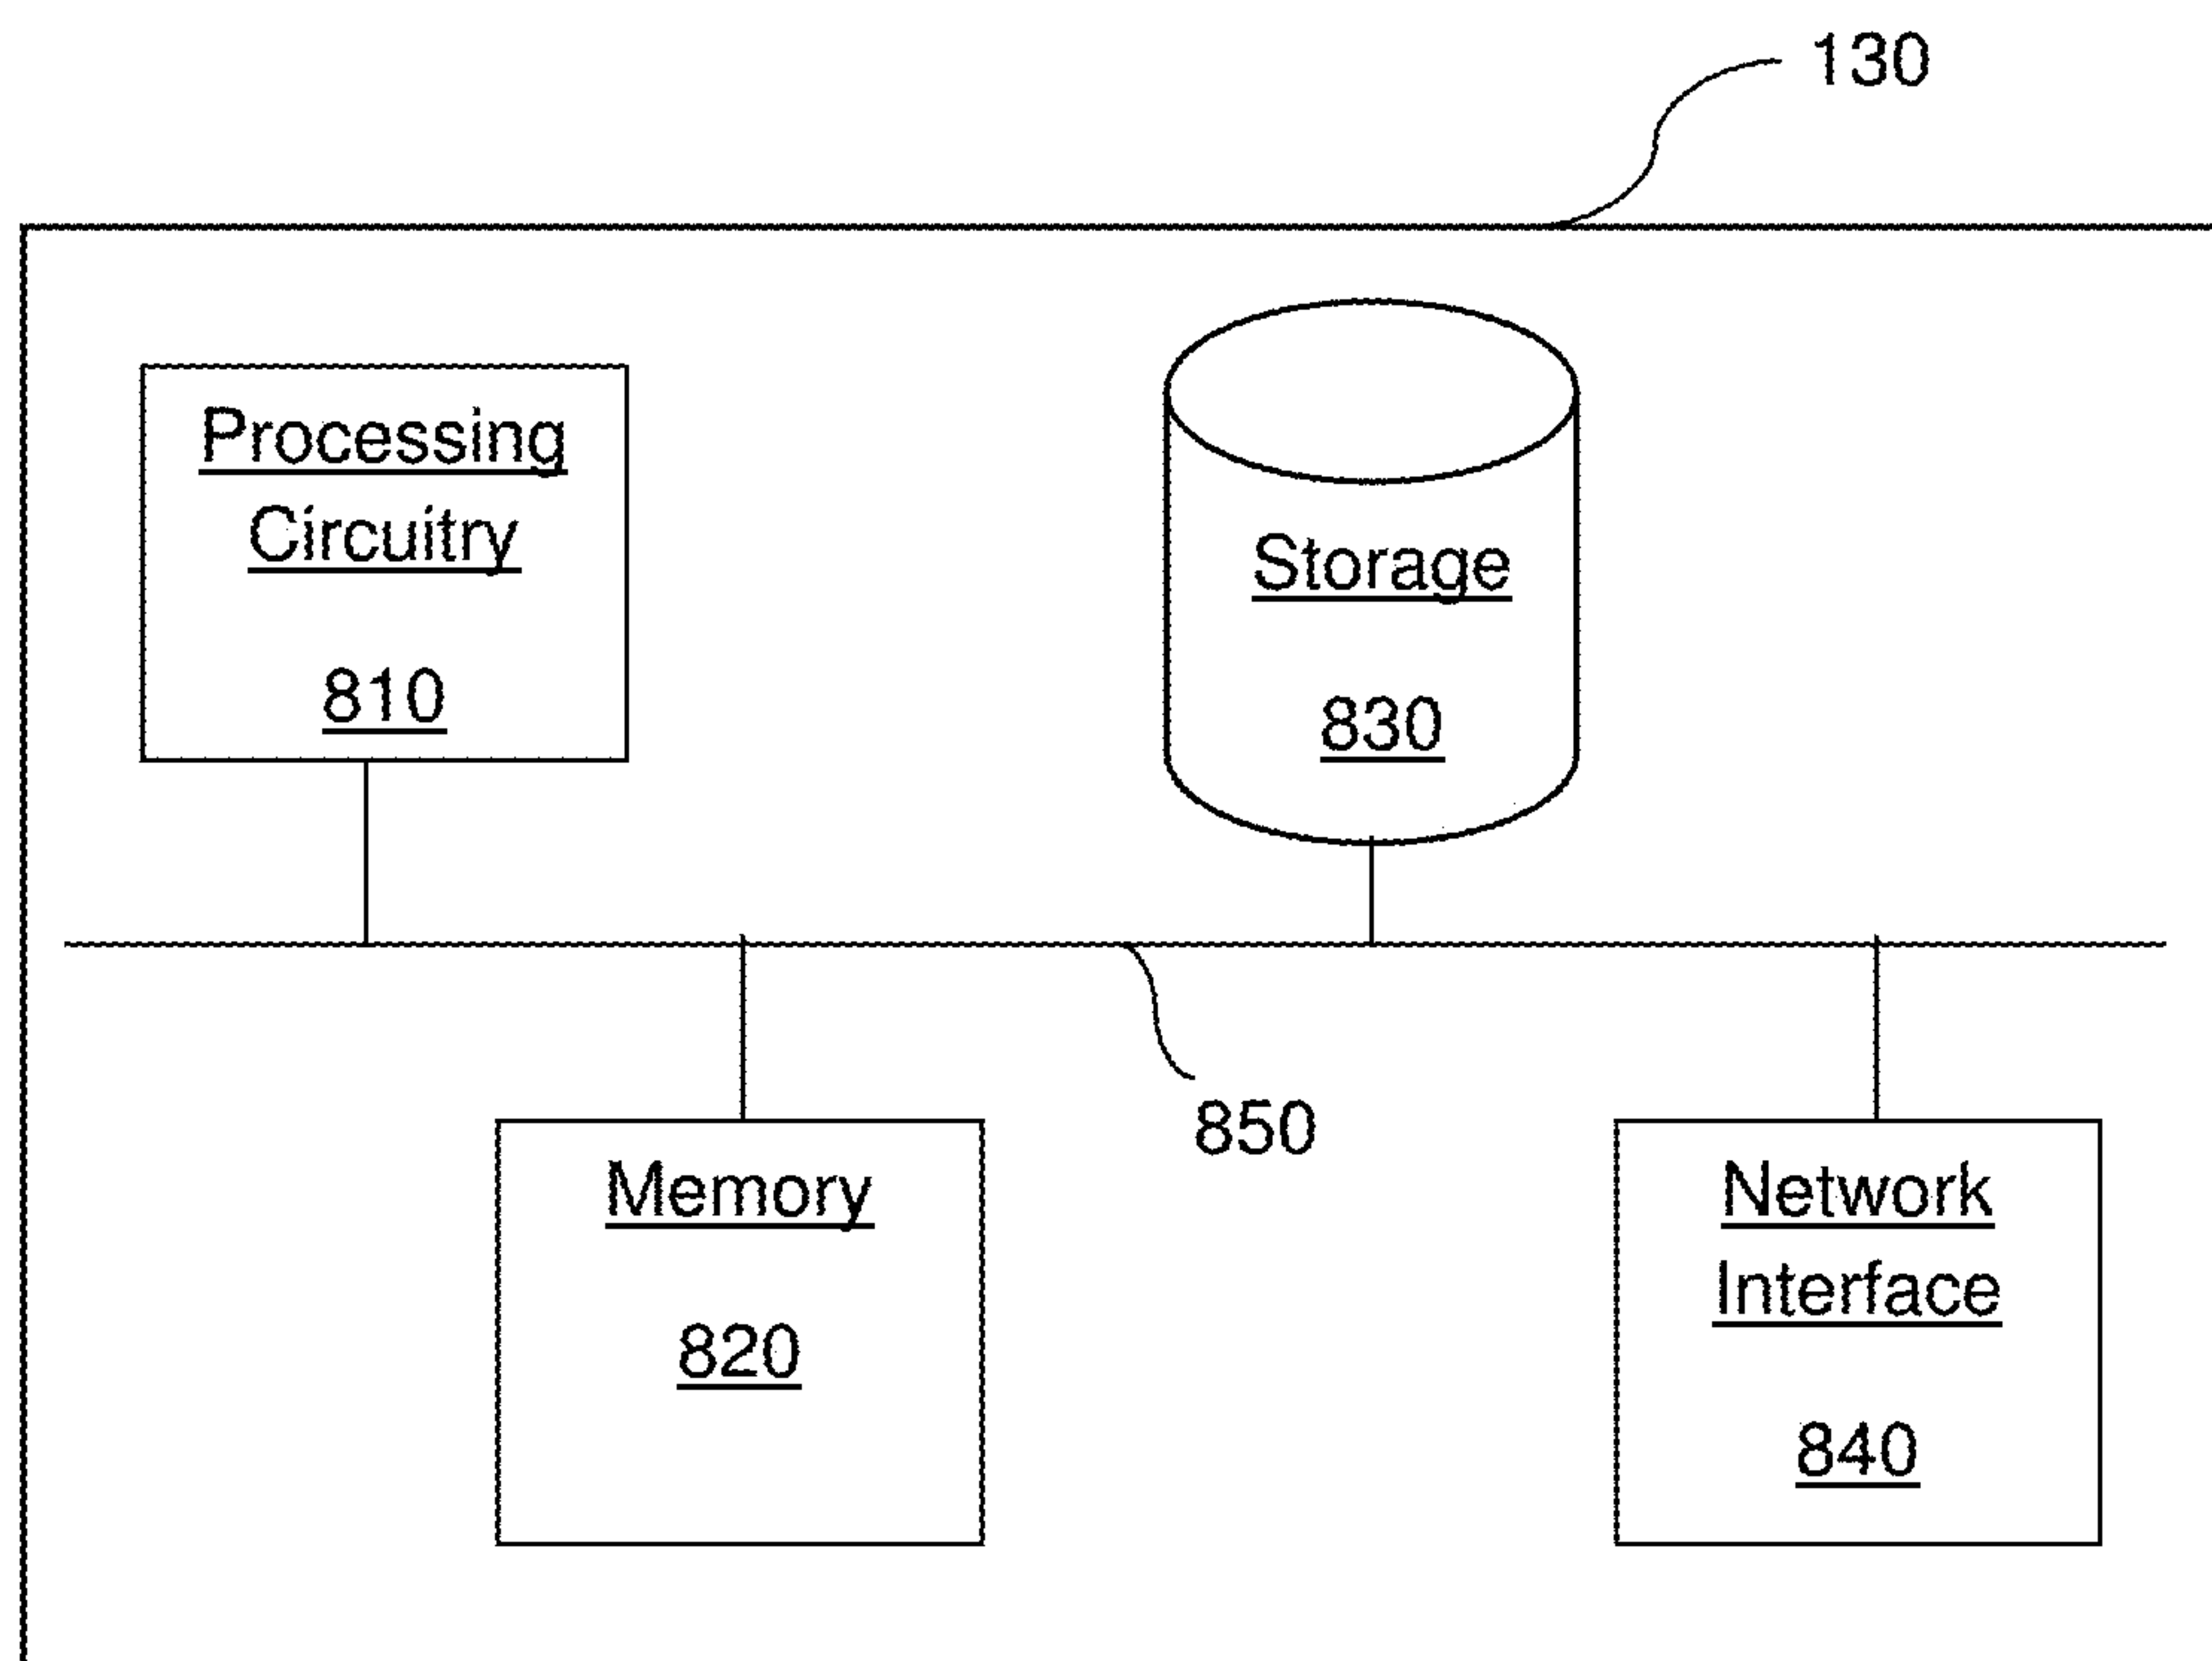 130
Processing
Circuitry
810
Storage
830
850
Memory
820
Network
Interface
840